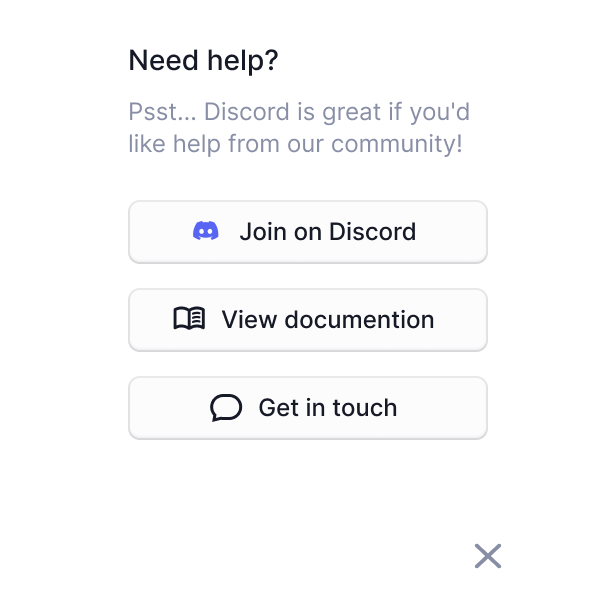 Need help?
Psst... Discord is great if you'd
like help from our community!
Join on Discord
View documention
Get in touch